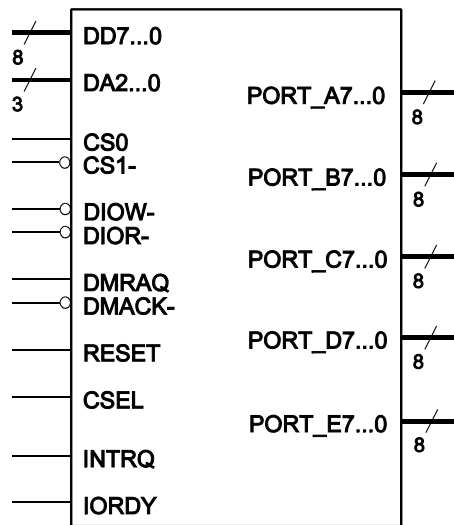 DD7...0
8
DA2...0
3
PORT_A7...0
8
CS0
CS1-
PORT_B7...0
8
DIOW-
DIOR-
PORT_C7...0
8
DMRAQ
DMACK-
PORT_D7...0
8
RESET
CSEL
PORT_E7...0
8
INTRQ
IORDY